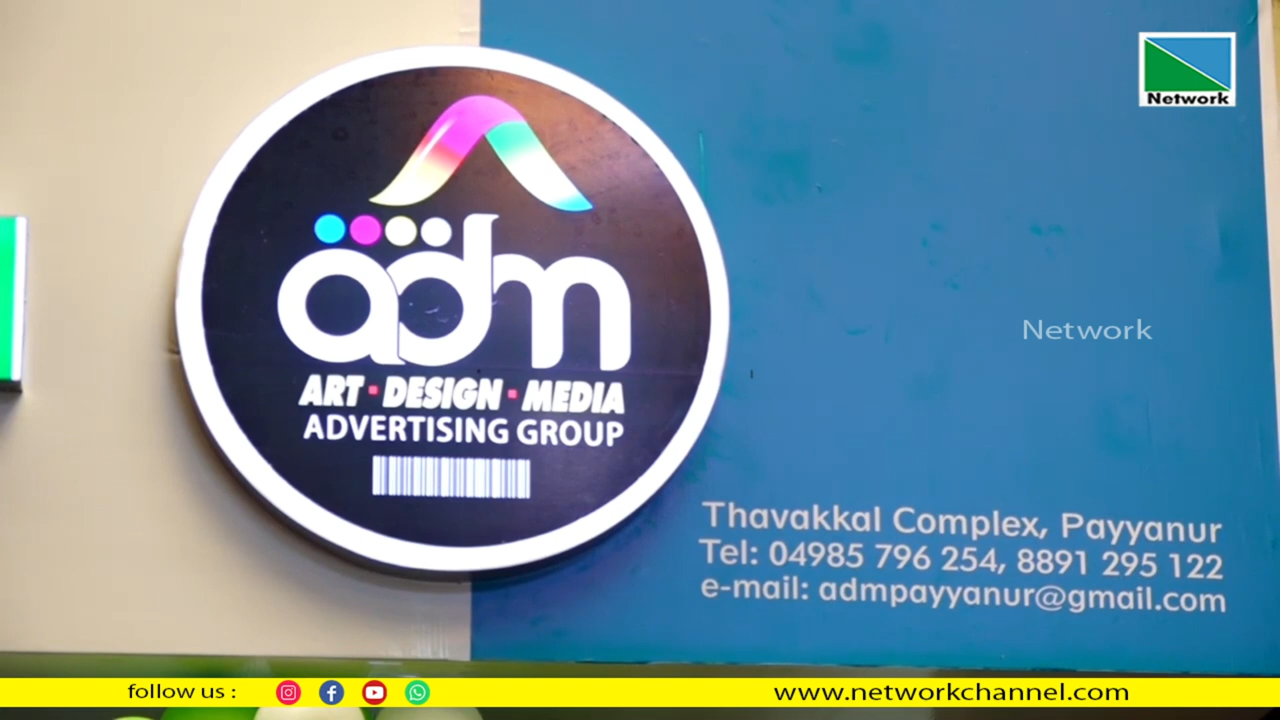 Network
adm
ART · DESIGN · MEDIA
ADVERTISING GROUP
Network
Thavakkal Complex, Payyanur
Tel: 04985 796 254, 8891 295 122
e-mail: admpayyanur@gmail.com
follow us :
www.networkchannel.com